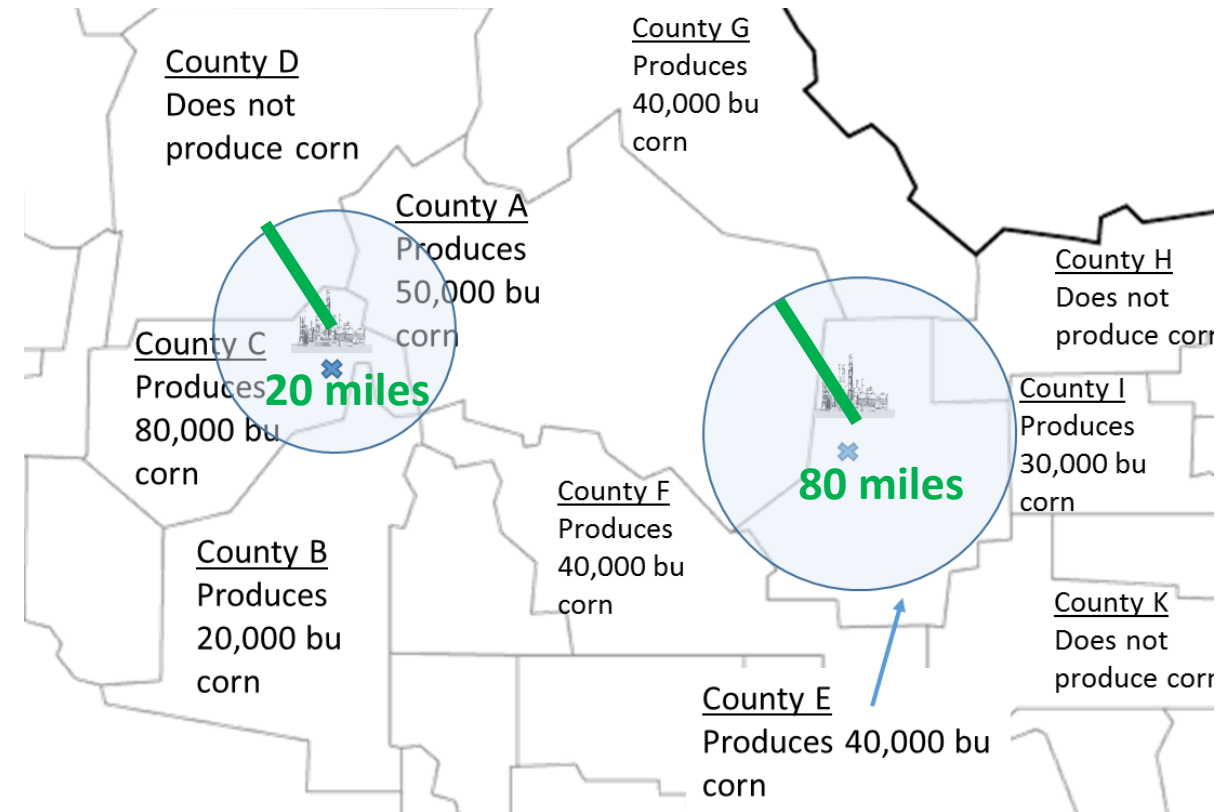 County D
Does not
produce corn
County G
Produces
40,000 bu
corn
County A
Produces
50,000 bu
corn
County H
Does not
produce corr
County C
Produces
80,000 bu
corn
20 miles
County I
Produces
30,000 bu
corn
80 miles
County F
Produces
40,000 bu
corn
County B
Produces
20,000 bu
corn
County K
Does not
produce corr
County E
Produces 40,000 bu
corn